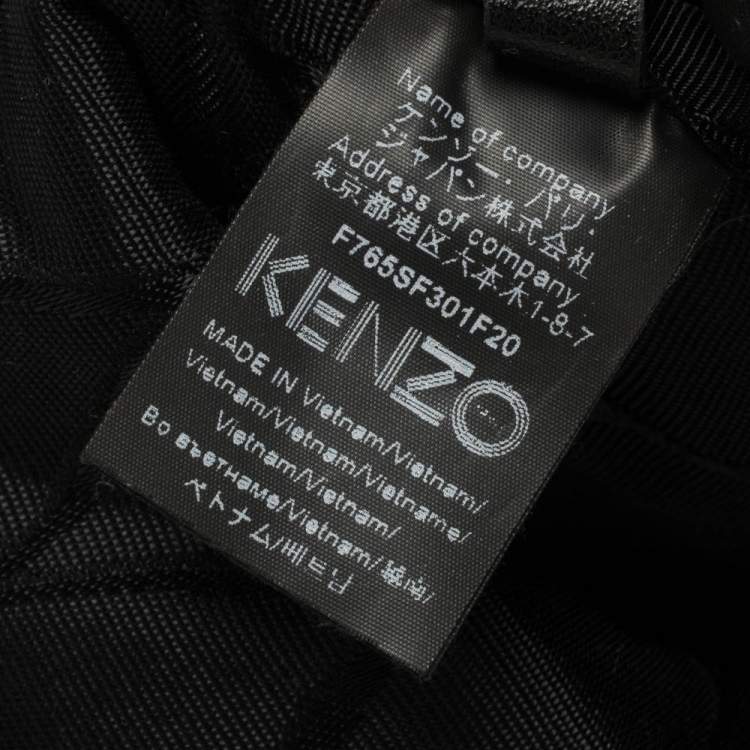 Name of company
ケンゾー・パリ・
ジャパン株式会社
Address of company
東京都港区六本木1-8-7
F765SF301F20
KENZO
MADE IN Vietnam/Vietnam/
Vietnam/Vietnam/Vietname/
Vietnam/Vietnam/
Во вьетнаме/Vietnam/越南/
ベトナム/베트남